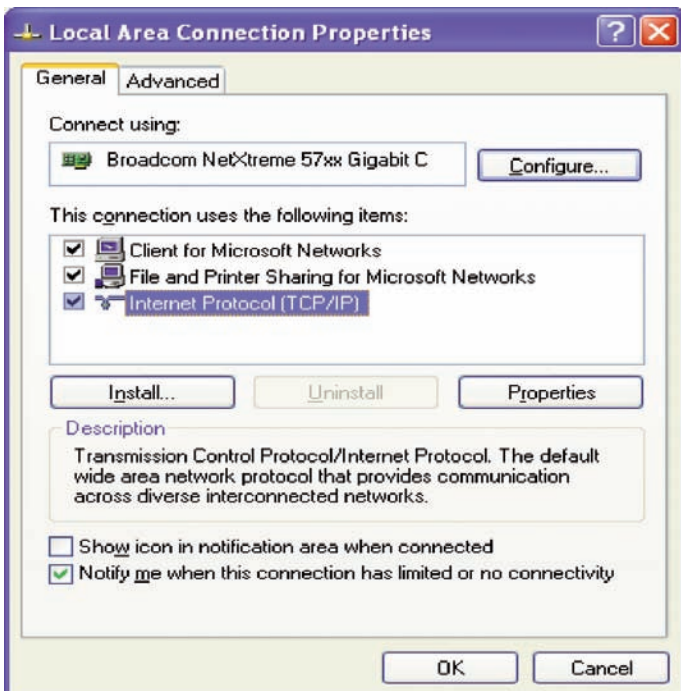 Local Area Connection Properties
General
Advanced
Connect using:
Broadcom NetXtreme 57xx Gigabit C
Configure...
This connection uses the following items:
Client for Microsoft Networks
File and Printer Sharing for Microsoft Networks
Internet Protocol (TCP/IP)
Install...
Uninstall
Properties
Description
Transmission Control Protocol/Internet Protocol. The default
wide area network protocol that provides communication
across diverse interconnected networks.
Show icon in notification area when connected
Notify me when this connection has limited or no connectivity
OK
Cancel